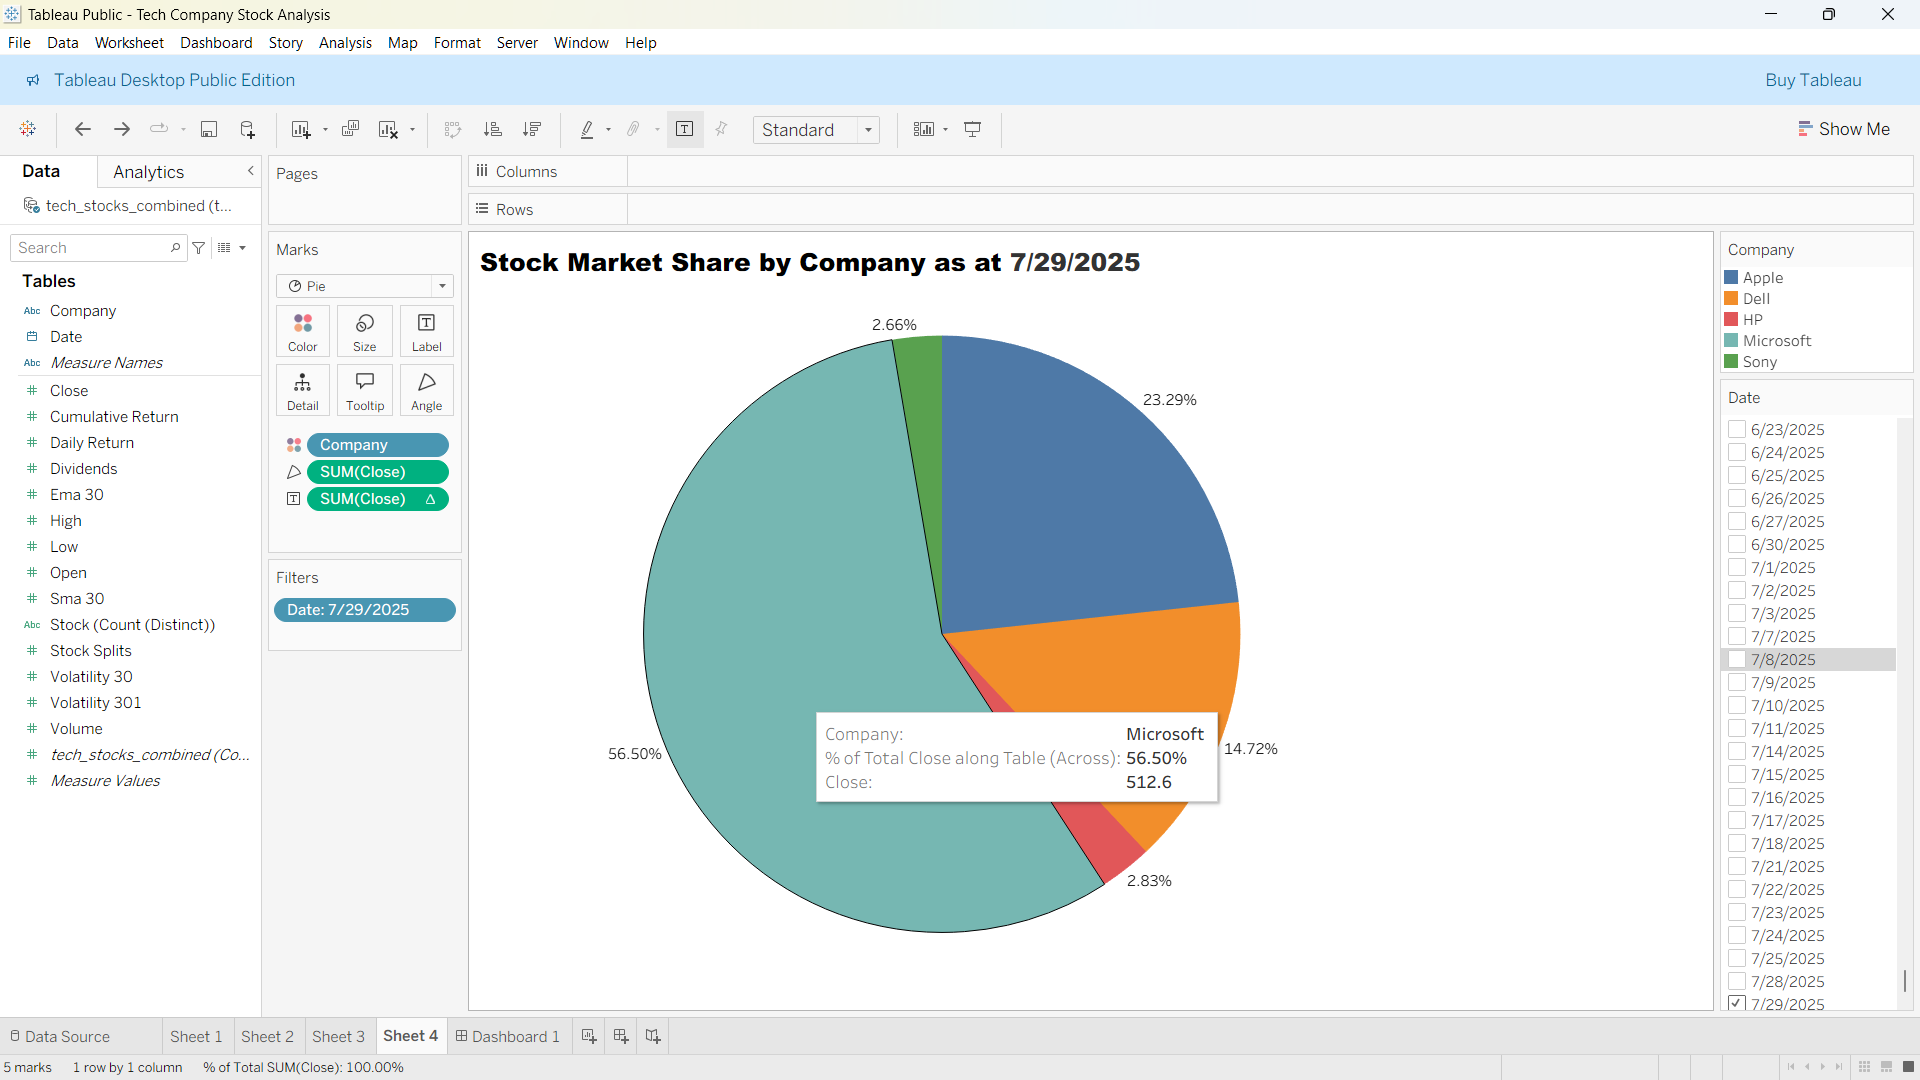 Tableau Public - Tech Company Stock Analysis
File Data Worksheet Dashboard Story Analysis Map Format Server Window Help
Tableau Desktop Public Edition
Buy Tableau
Standard
Show Me
Data
Analytics
tech_stocks_combined (t...
Search
Tables
Abc Company
Date
Abc Measure Names
Close
Cumulative Return
Daily Return
Dividends
Ema 30
High
Low
Open
Sma 30
Abc Stock (Count (Distinct))
Stock Splits
Volatility 30
Volatility 301
Volume
tech_stocks_combined (Co...
Measure Values
Pages
Marks
Pie
Color Size Label
Detail Tooltip Angle
Company
SUM(Close)
SUM(Close) Δ
Filters
Date: 7/29/2025
Columns
Rows
Stock Market Share by Company as at 7/29/2025
2.66%
23.29%
56.50%
14.72%
2.83%
Company: Microsoft
% of Total Close along Table (Across): 56.50%
Close: 512.6
Company
Apple
Dell
HP
Microsoft
Sony
Date
6/23/2025
6/24/2025
6/25/2025
6/26/2025
6/27/2025
6/30/2025
7/1/2025
7/2/2025
7/3/2025
7/7/2025
7/8/2025
7/9/2025
7/10/2025
7/11/2025
7/14/2025
7/15/2025
7/16/2025
7/17/2025
7/18/2025
7/21/2025
7/22/2025
7/23/2025
7/24/2025
7/25/2025
7/28/2025
7/29/2025
Data Source Sheet 1 Sheet 2 Sheet 3 Sheet 4 Dashboard 1
5 marks 1 row by 1 column % of Total SUM(Close): 100.00%